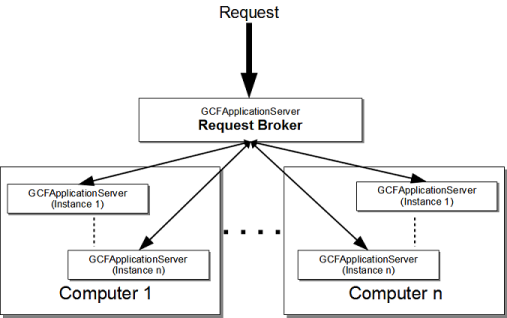 Request
GCFApplicationServer
Request Broker
GCFApplicationServer
(Instance 1)
GCFApplicationServer
(Instance n)
Computer 1
GCFApplicationServer
(Instance 1)
GCFApplicationServer
(Instance n)
Computer n